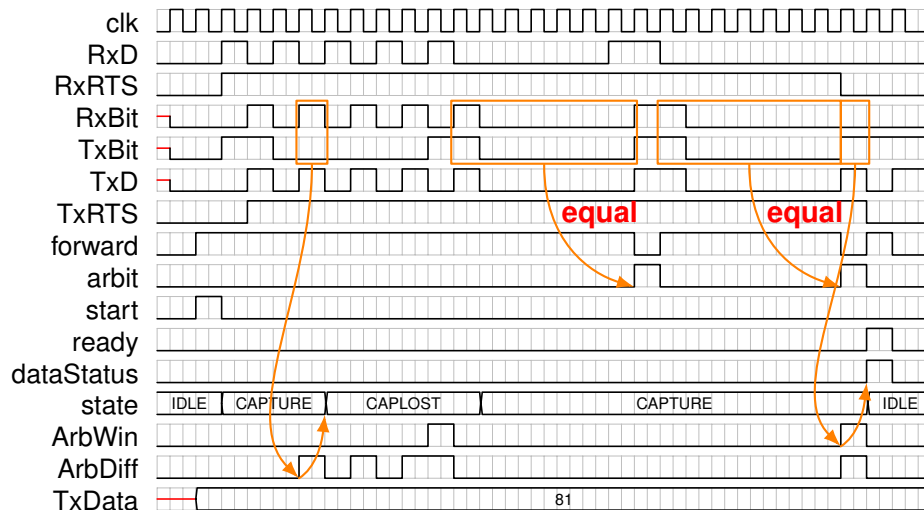 clk
RxD
RxRTS
RxBit
TxBit
TxD
TxRTS equal equal
forward
arbit
start
ready
dataStatus
state IDLE CAPTURE CAPLOST CAPTURE IDLE
ArbWin
ArbDiff
TxData 81